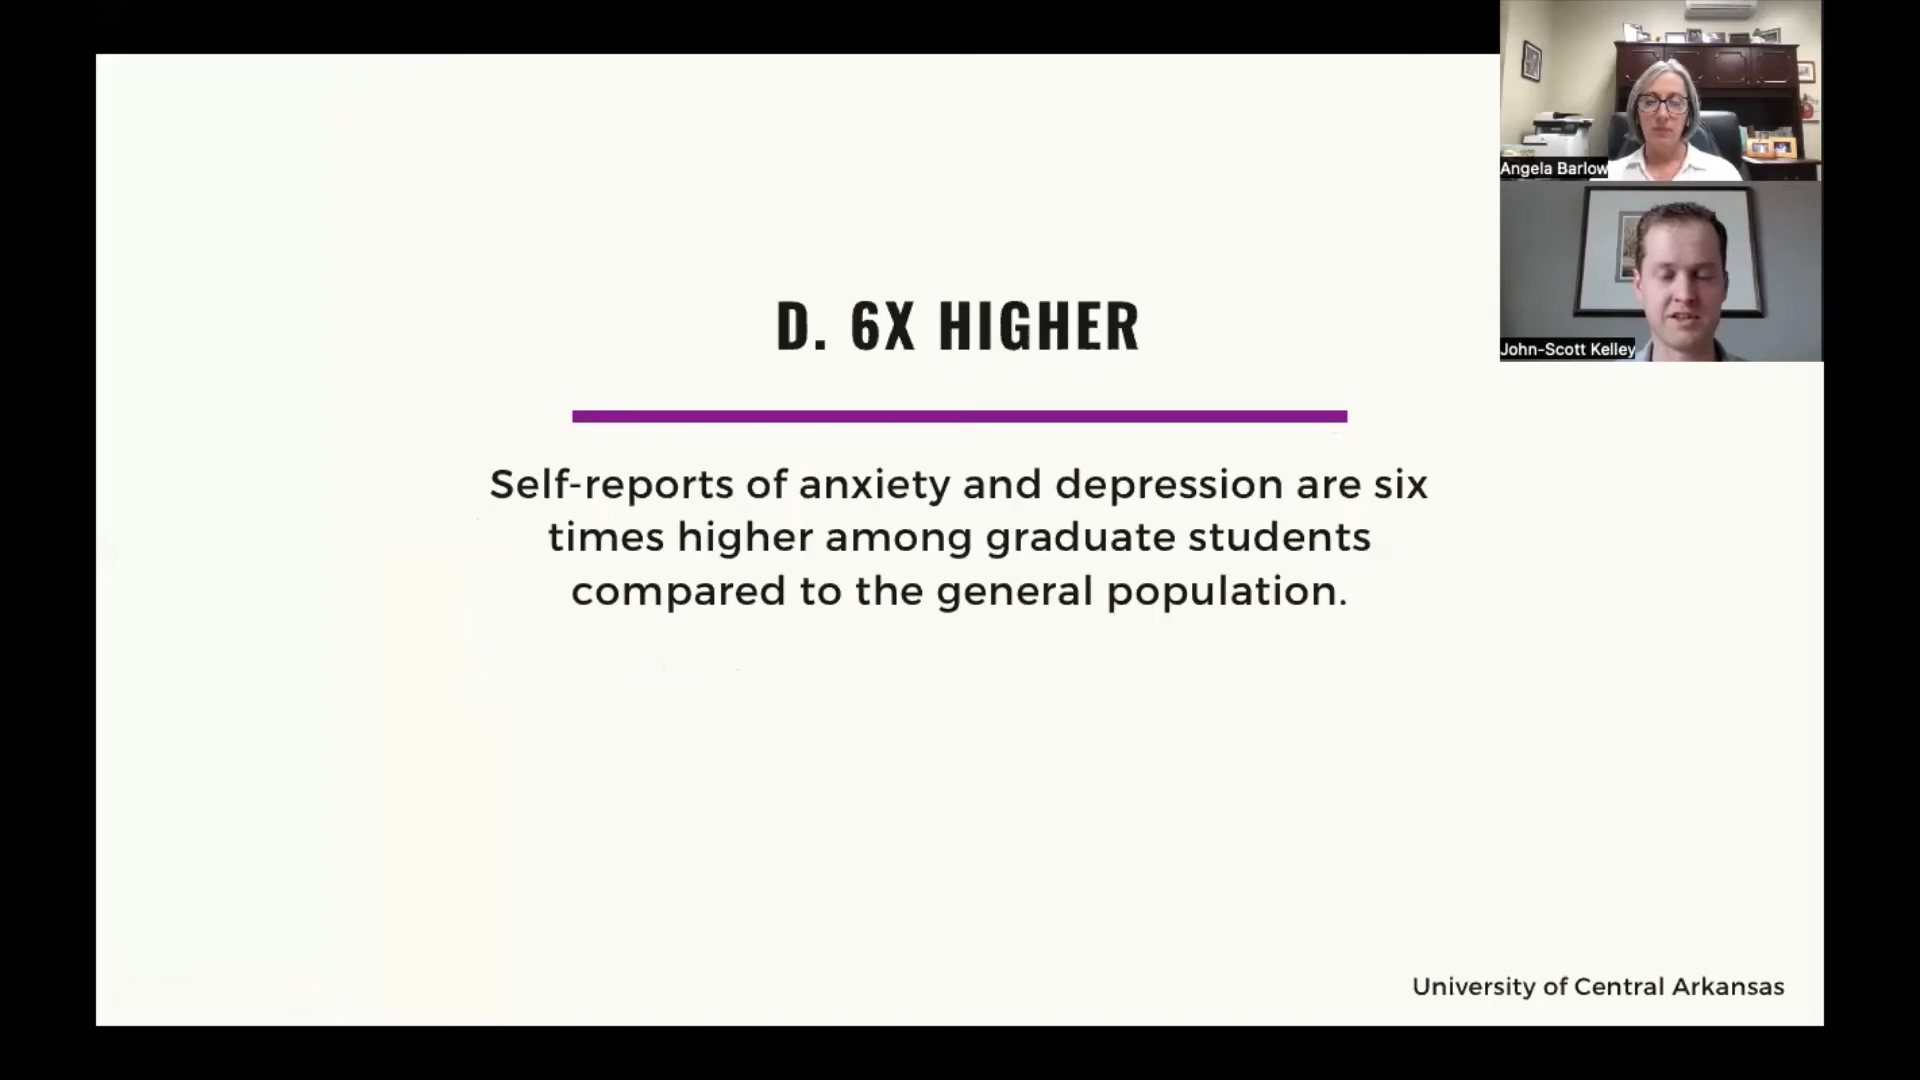 Angela Barlow
John-Scott Kelley
D. 6X HIGHER
Self-reports of anxiety and depression are six
times higher among graduate students
compared to the general population.
University of Central Arkansas